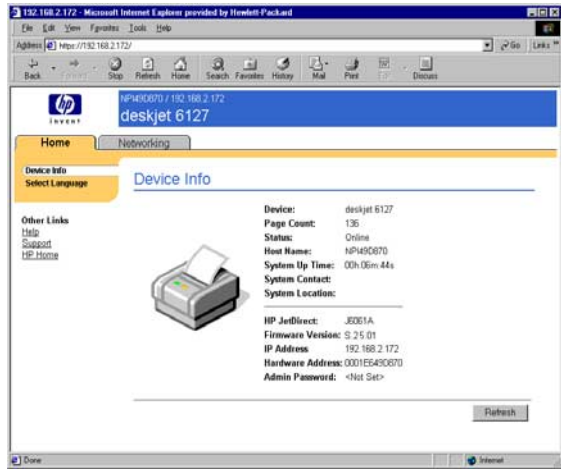 192.168.2.172 - Microsoft Internet Explorer provided by Hewlett-Packard
File Edit View Favorites Tools Help
Address http://192.168.2.172/ Go Links »
Back Stop Refresh Home Search Favorites History Mail Print Discuss
hp
invent
NPI49D870 / 192.168.2.172
deskjet 6127
Home Networking
Device Info
Select Language
Other Links
Help
Support
HP Home
Device Info
Device: deskjet 6127
Page Count: 136
Status: Online
Host Name: NPI49D870
System Up Time: 00h:06m:44s
System Contact:
System Location:
HP JetDirect: J6061A
Firmware Version: S.25.01
IP Address 192.168.2.172
Hardware Address: 0001E649D870
Admin Password: <Not Set>
Refresh
Done Internet